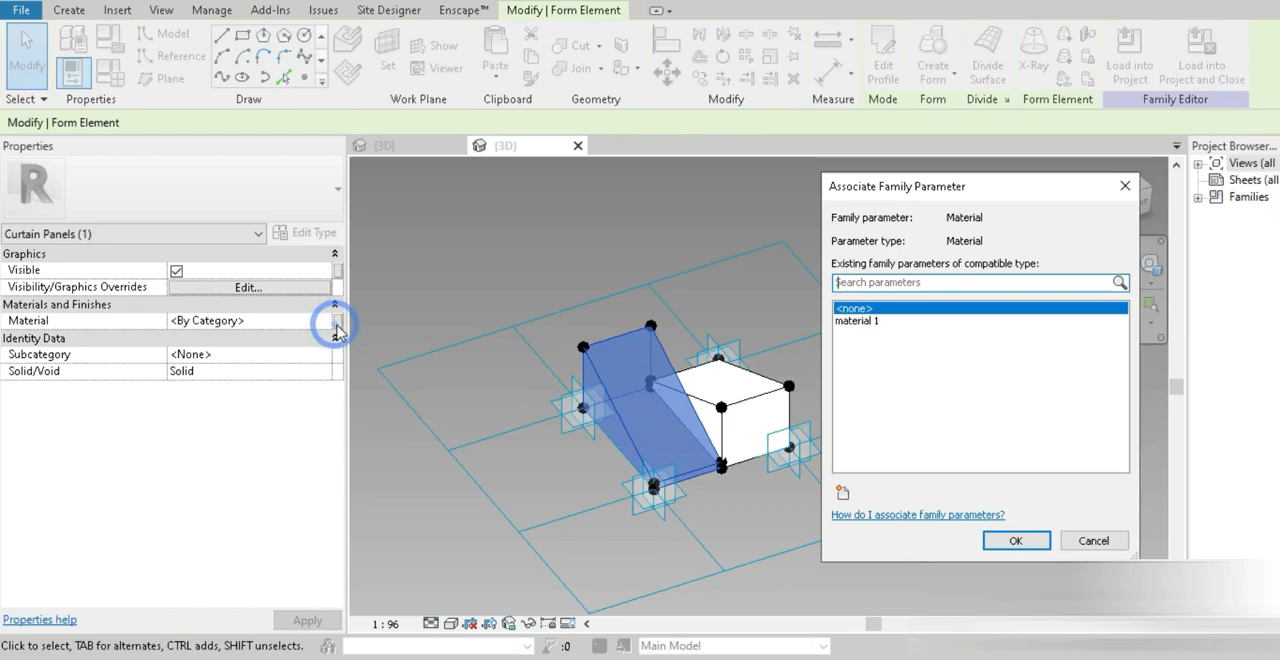 File Create Insert View Manage Add-Ins Issues Site Designer Enscape™ Modify | Form Element
Modify
Select
Properties
Model
Reference
Plane
Draw
Set
Show
Viewer
Work Plane
Paste
Clipboard
Cut
Join
Geometry
Modify
Measure
Edit
Profile
Mode
Create
Form
Form
Divide
Surface
Divide
X-Ray
Form Element
Load into
Project
Load into
Project and Close
Family Editor
Modify | Form Element
Properties
{3D}
{3D}
Project Browser...
R
Views (all
Sheets (all
Families
Curtain Panels (1)
Edit Type
Graphics
Visible
Visibility/Graphics Overrides
Edit...
Materials and Finishes
Material
<By Category>
Identity Data
Subcategory
<None>
Solid/Void
Solid
Associate Family Parameter
Family parameter: Material
Parameter type: Material
Existing family parameters of compatible type:
Search parameters
<none>
material 1
How do I associate family parameters?
OK
Cancel
Properties help
Apply
1 : 96
Click to select, TAB for alternates, CTRL adds, SHIFT unselects.
:0
Main Model